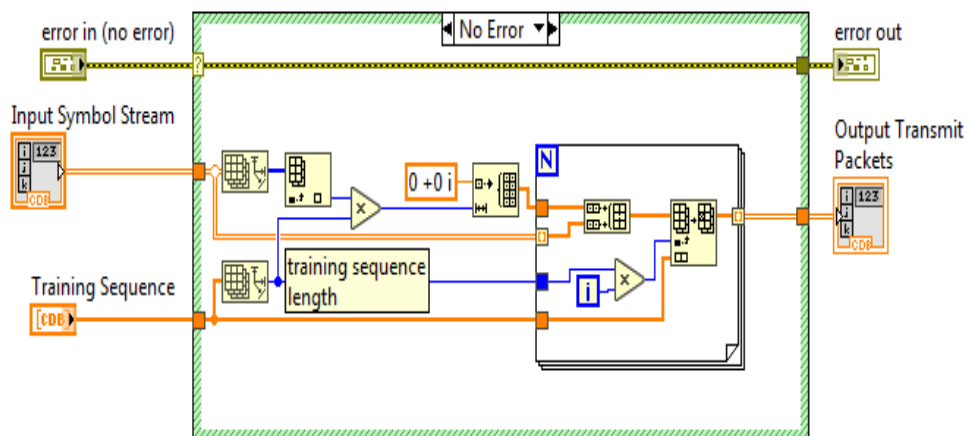 No Error
error in (no error)
error out
?
Input Symbol Stream
i 123
j
k
CDB
0 +0 i
N
Output Transmit
Packets
i 123
j
k
CDB
training sequence
length
i
Training Sequence
[CDB]